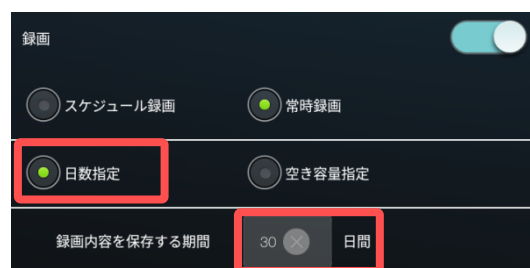 録画
スケジュール録画 常時録画
日数指定 空き容量指定
録画内容を保存する期間 30 日間